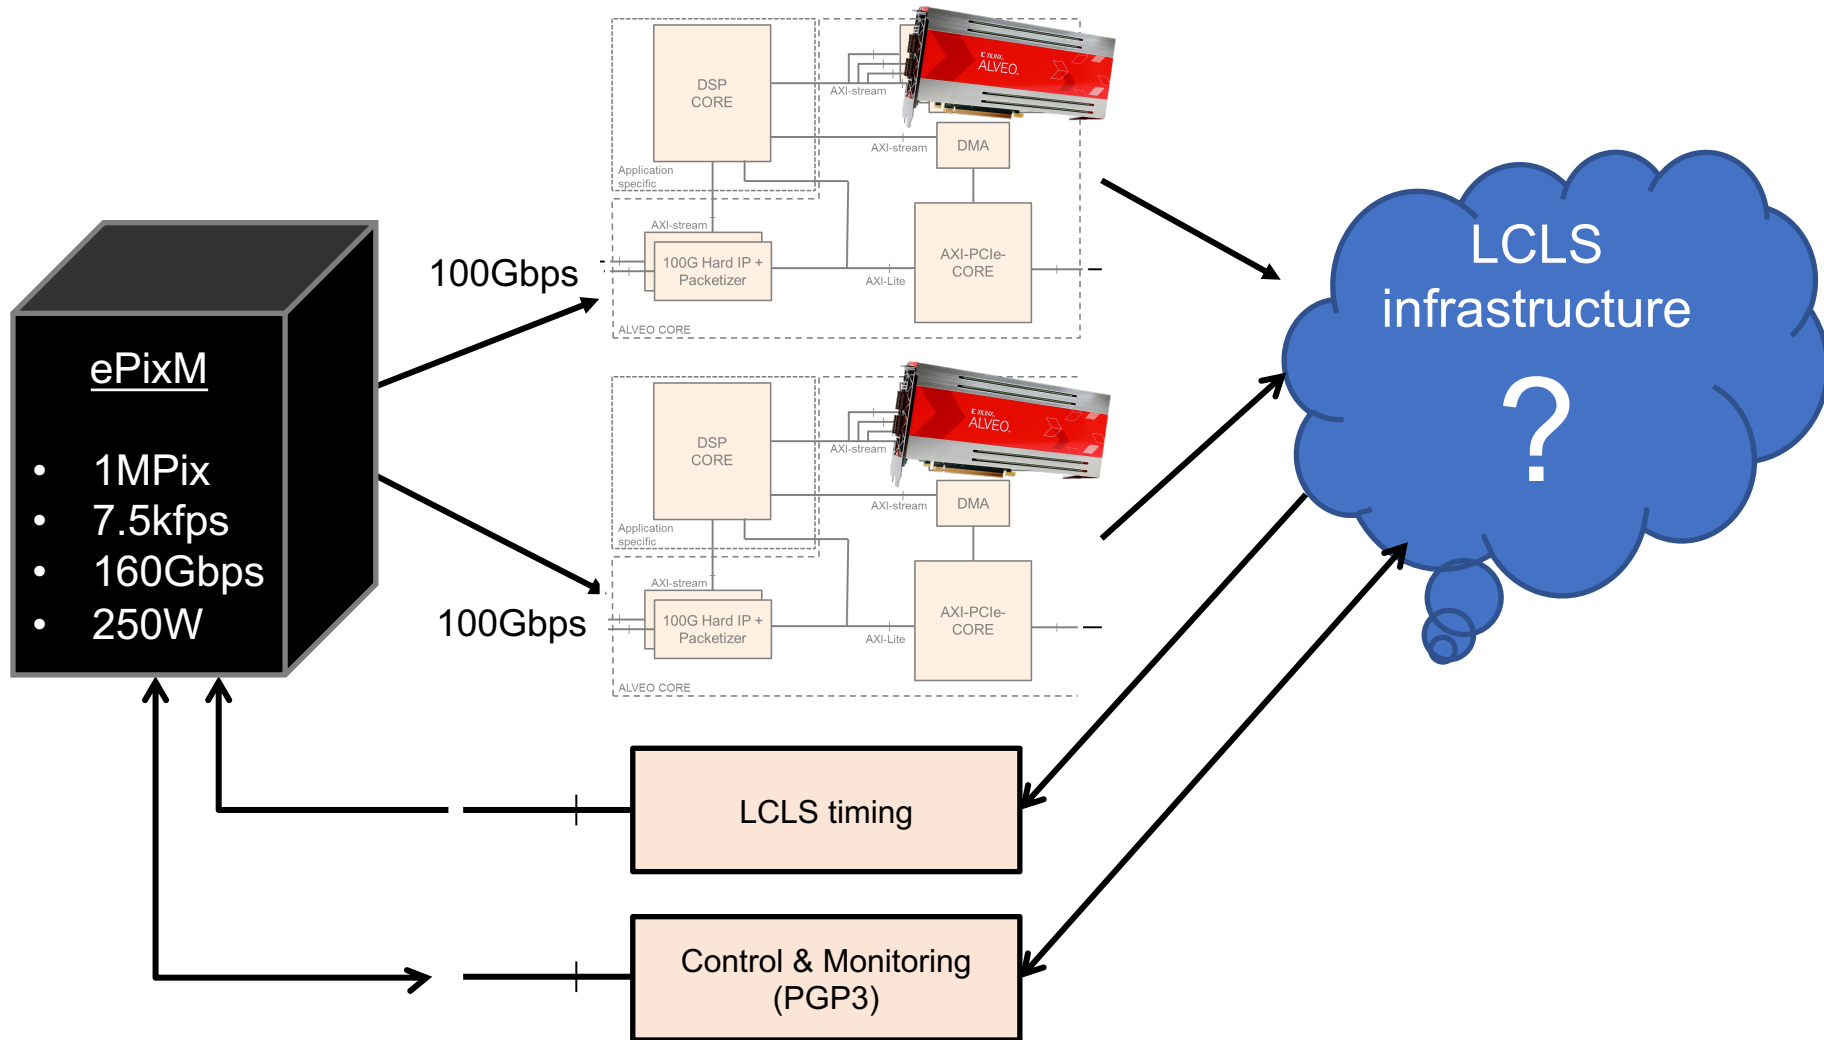 ePixM
• 1MPix
• 7.5kfps
• 160Gbps
• 250W
100Gbps
100Gbps
DSP
CORE
AXI-stream
XILINX
ALVEO
AXI-stream
DMA
Application
specific
AXI-stream
100G Hard IP +
Packetizer
AXI-Lite
AXI-PCIe-
CORE
ALVEO CORE
DSP
CORE
AXI-stream
XILINX
ALVEO
AXI-stream
DMA
Application
specific
AXI-stream
100G Hard IP +
Packetizer
AXI-Lite
AXI-PCIe-
CORE
ALVEO CORE
LCLS
infrastructure
?
LCLS timing
Control & Monitoring
(PGP3)